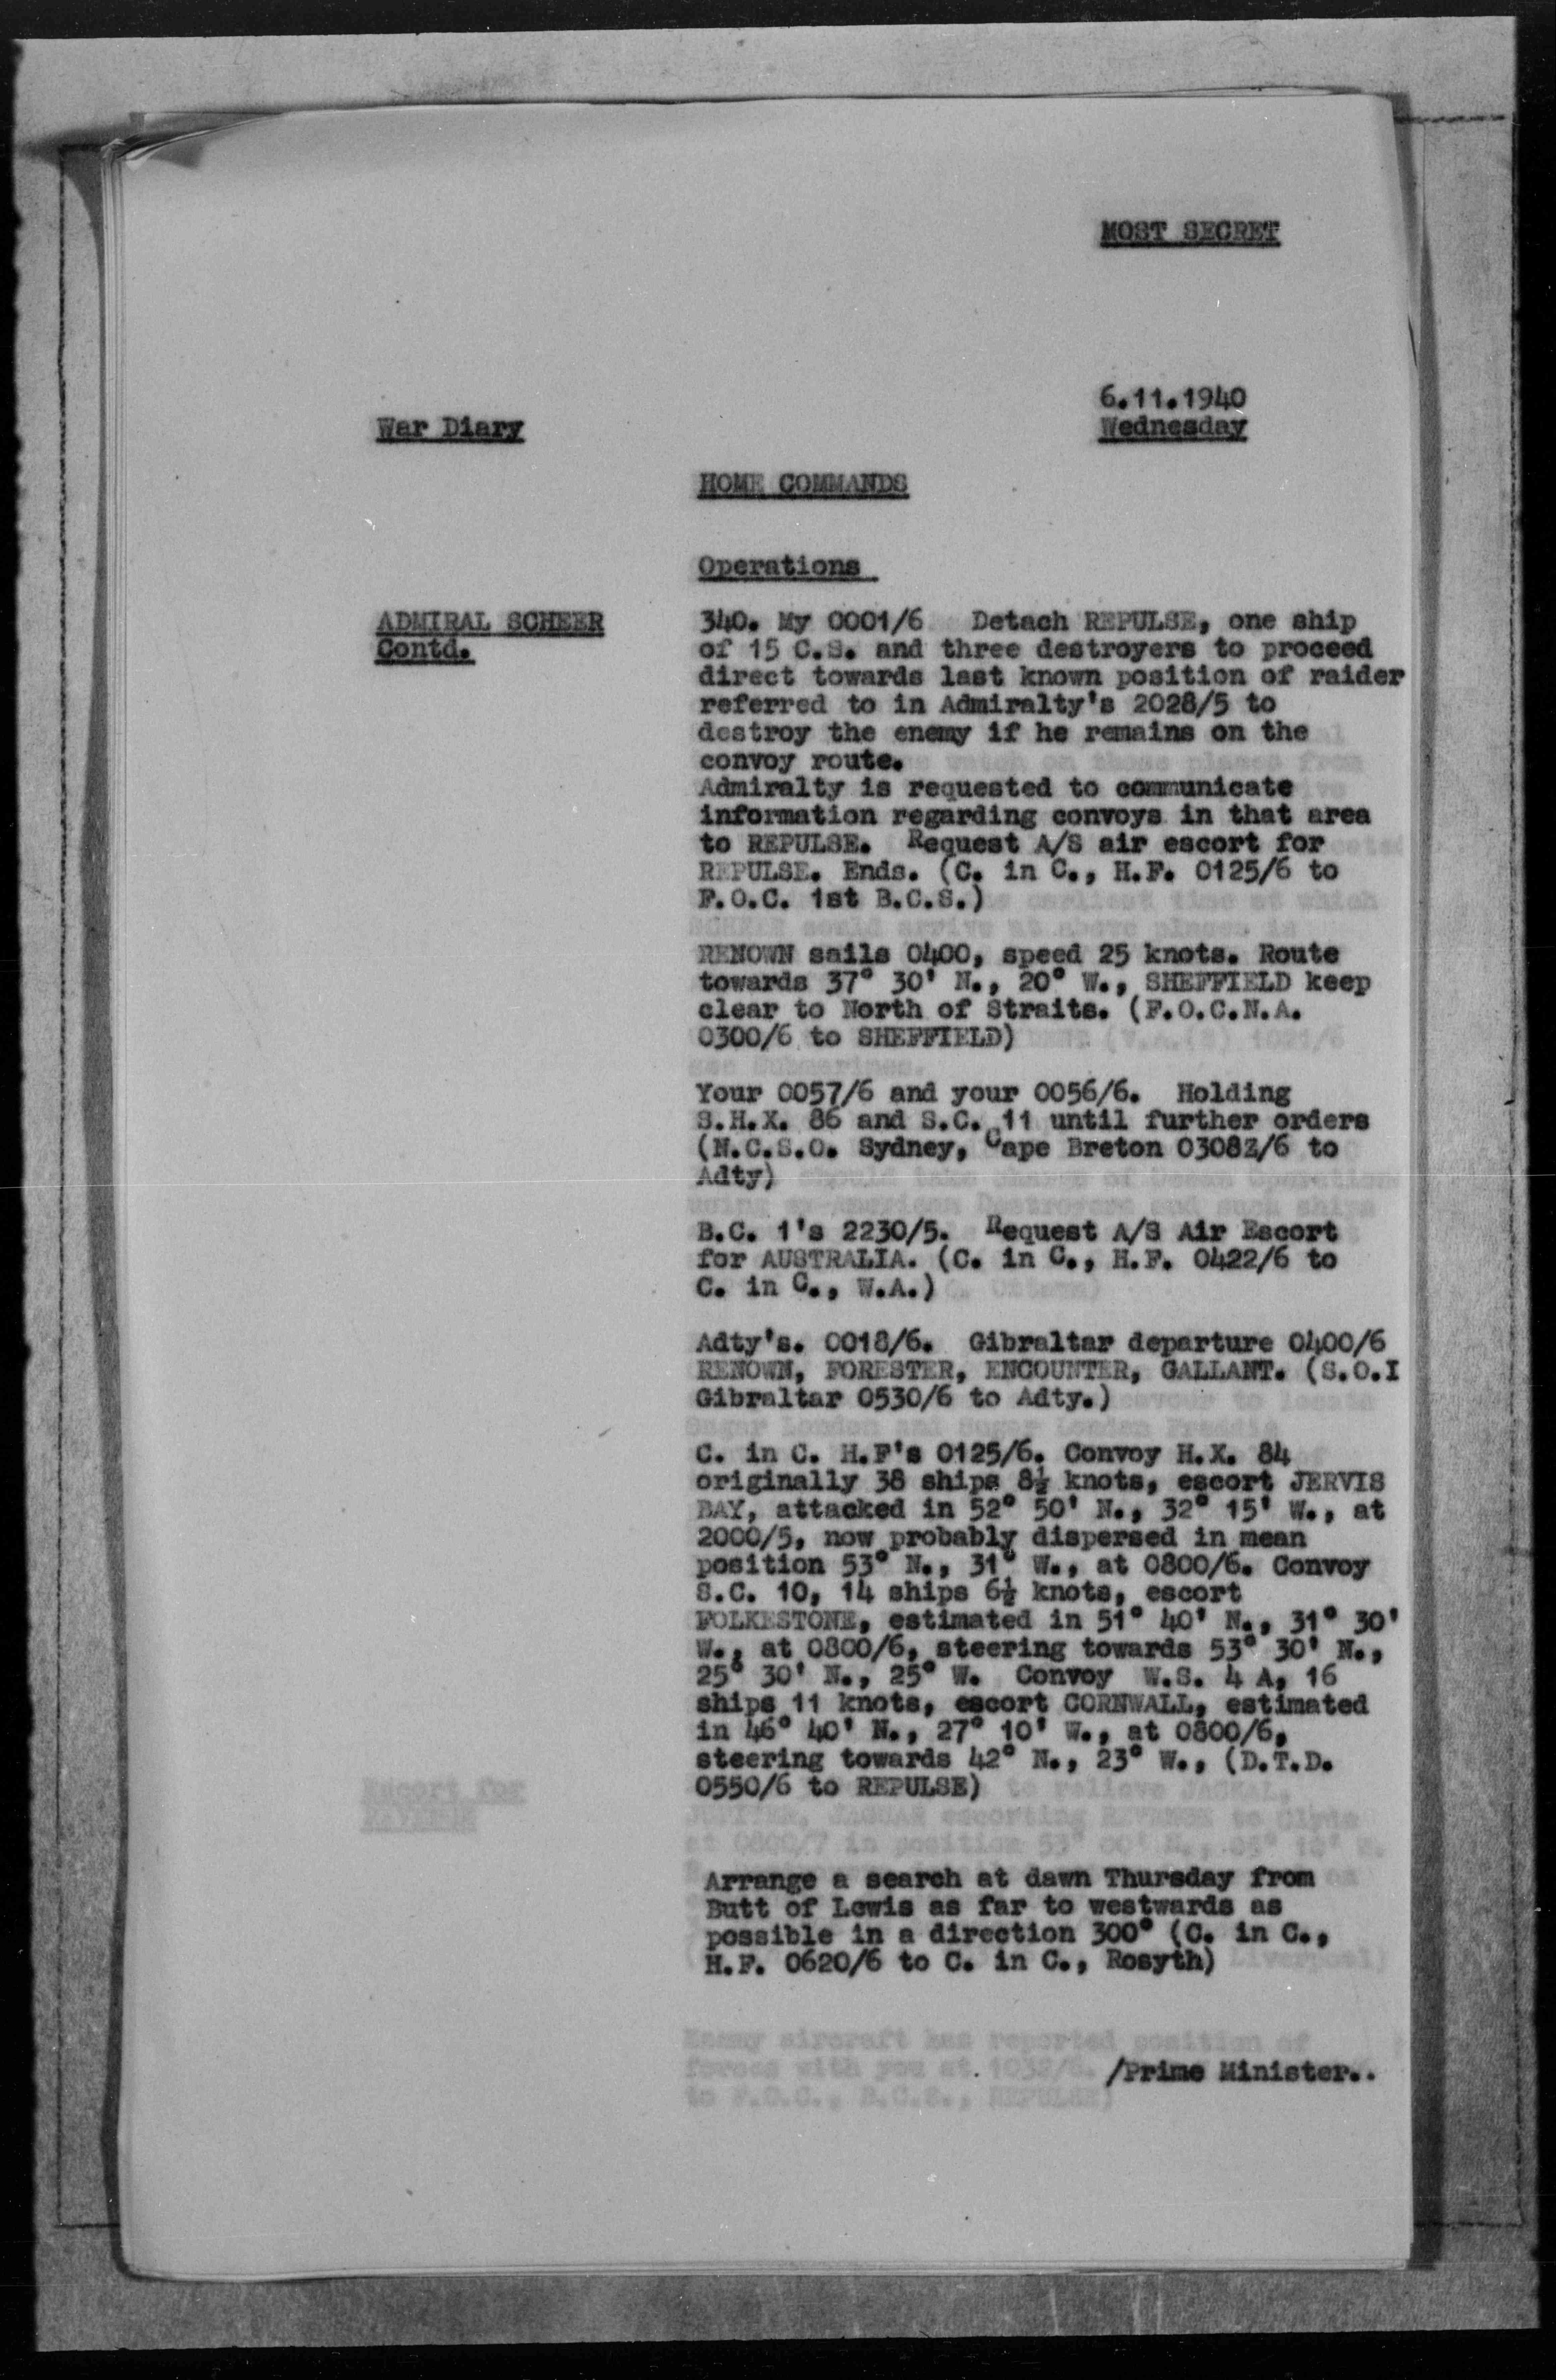 MOST SECRET
6.11.1940
War Diary
Wednesday
HOME COMMANDS
Operations
ADMIRAL SCHEER
Contd.
340. My 0001/6 Detach REPULSE, one ship
of 15 C.S. and three destroyers to proceed
direct towards last known position of raider
referred to in Admiralty's 2028/5 to
destroy the enemy if he remains on the
convoy route.
Admiralty is requested to communicate
information regarding convoys in that area
to REPULSE. Request A/S air escort for
REPULSE. Ends. (C. in C., H.F. 0125/6 to
F.O.C. 1st B.C.S.)
RENOWN sails 0400, speed 25 knots. Route
towards 37° 30' N., 20° W., SHEFFIELD keep
clear to North of Straits. (F.O.C.N.A.
0300/6 to SHEFFIELD)
Your 0057/6 and your 0056/6. Holding
S.H.X. 86 and S.C. 11 until further orders
(N.C.S.O. Sydney, Cape Breton 0308Z/6 to
Adty)
B.C. 1's 2230/5. Request A/S Air Escort
for AUSTRALIA. (C. in C., H.F. 0422/6 to
C. in C., W.A.)
Adty's. 0018/6. Gibraltar departure 0400/6
RENOWN, FORESTER, ENCOUNTER, GALLANT. (S.O.I
Gibraltar 0530/6 to Adty.)
C. in C. H.F's 0125/6. Convoy H.X. 84
originally 38 ships 8½ knots, escort JERVIS
BAY, attacked in 52° 50' N., 32° 15' W., at
2000/5, now probably dispersed in mean
position 53° N., 31° W., at 0800/6. Convoy
S.C. 10, 14 ships 6½ knots, escort
FOLKESTONE, estimated in 51° 40' N., 31° 30'
W., at 0800/6, steering towards 53° 30' N.,
25° 30' N., 25° W. Convoy W.S. 4 A, 16
ships 11 knots, escort CORNWALL, estimated
in 46° 40' N., 27° 10' W., at 0800/6,
steering towards 42° N., 23° W., (D.T.D.
0550/6 to REPULSE)
Arrange a search at dawn Thursday from
Butt of Lewis as far to westwards as
possible in a direction 300° (C. in C.,
H.F. 0620/6 to C. in C., Rosyth)
/Prime Minister..